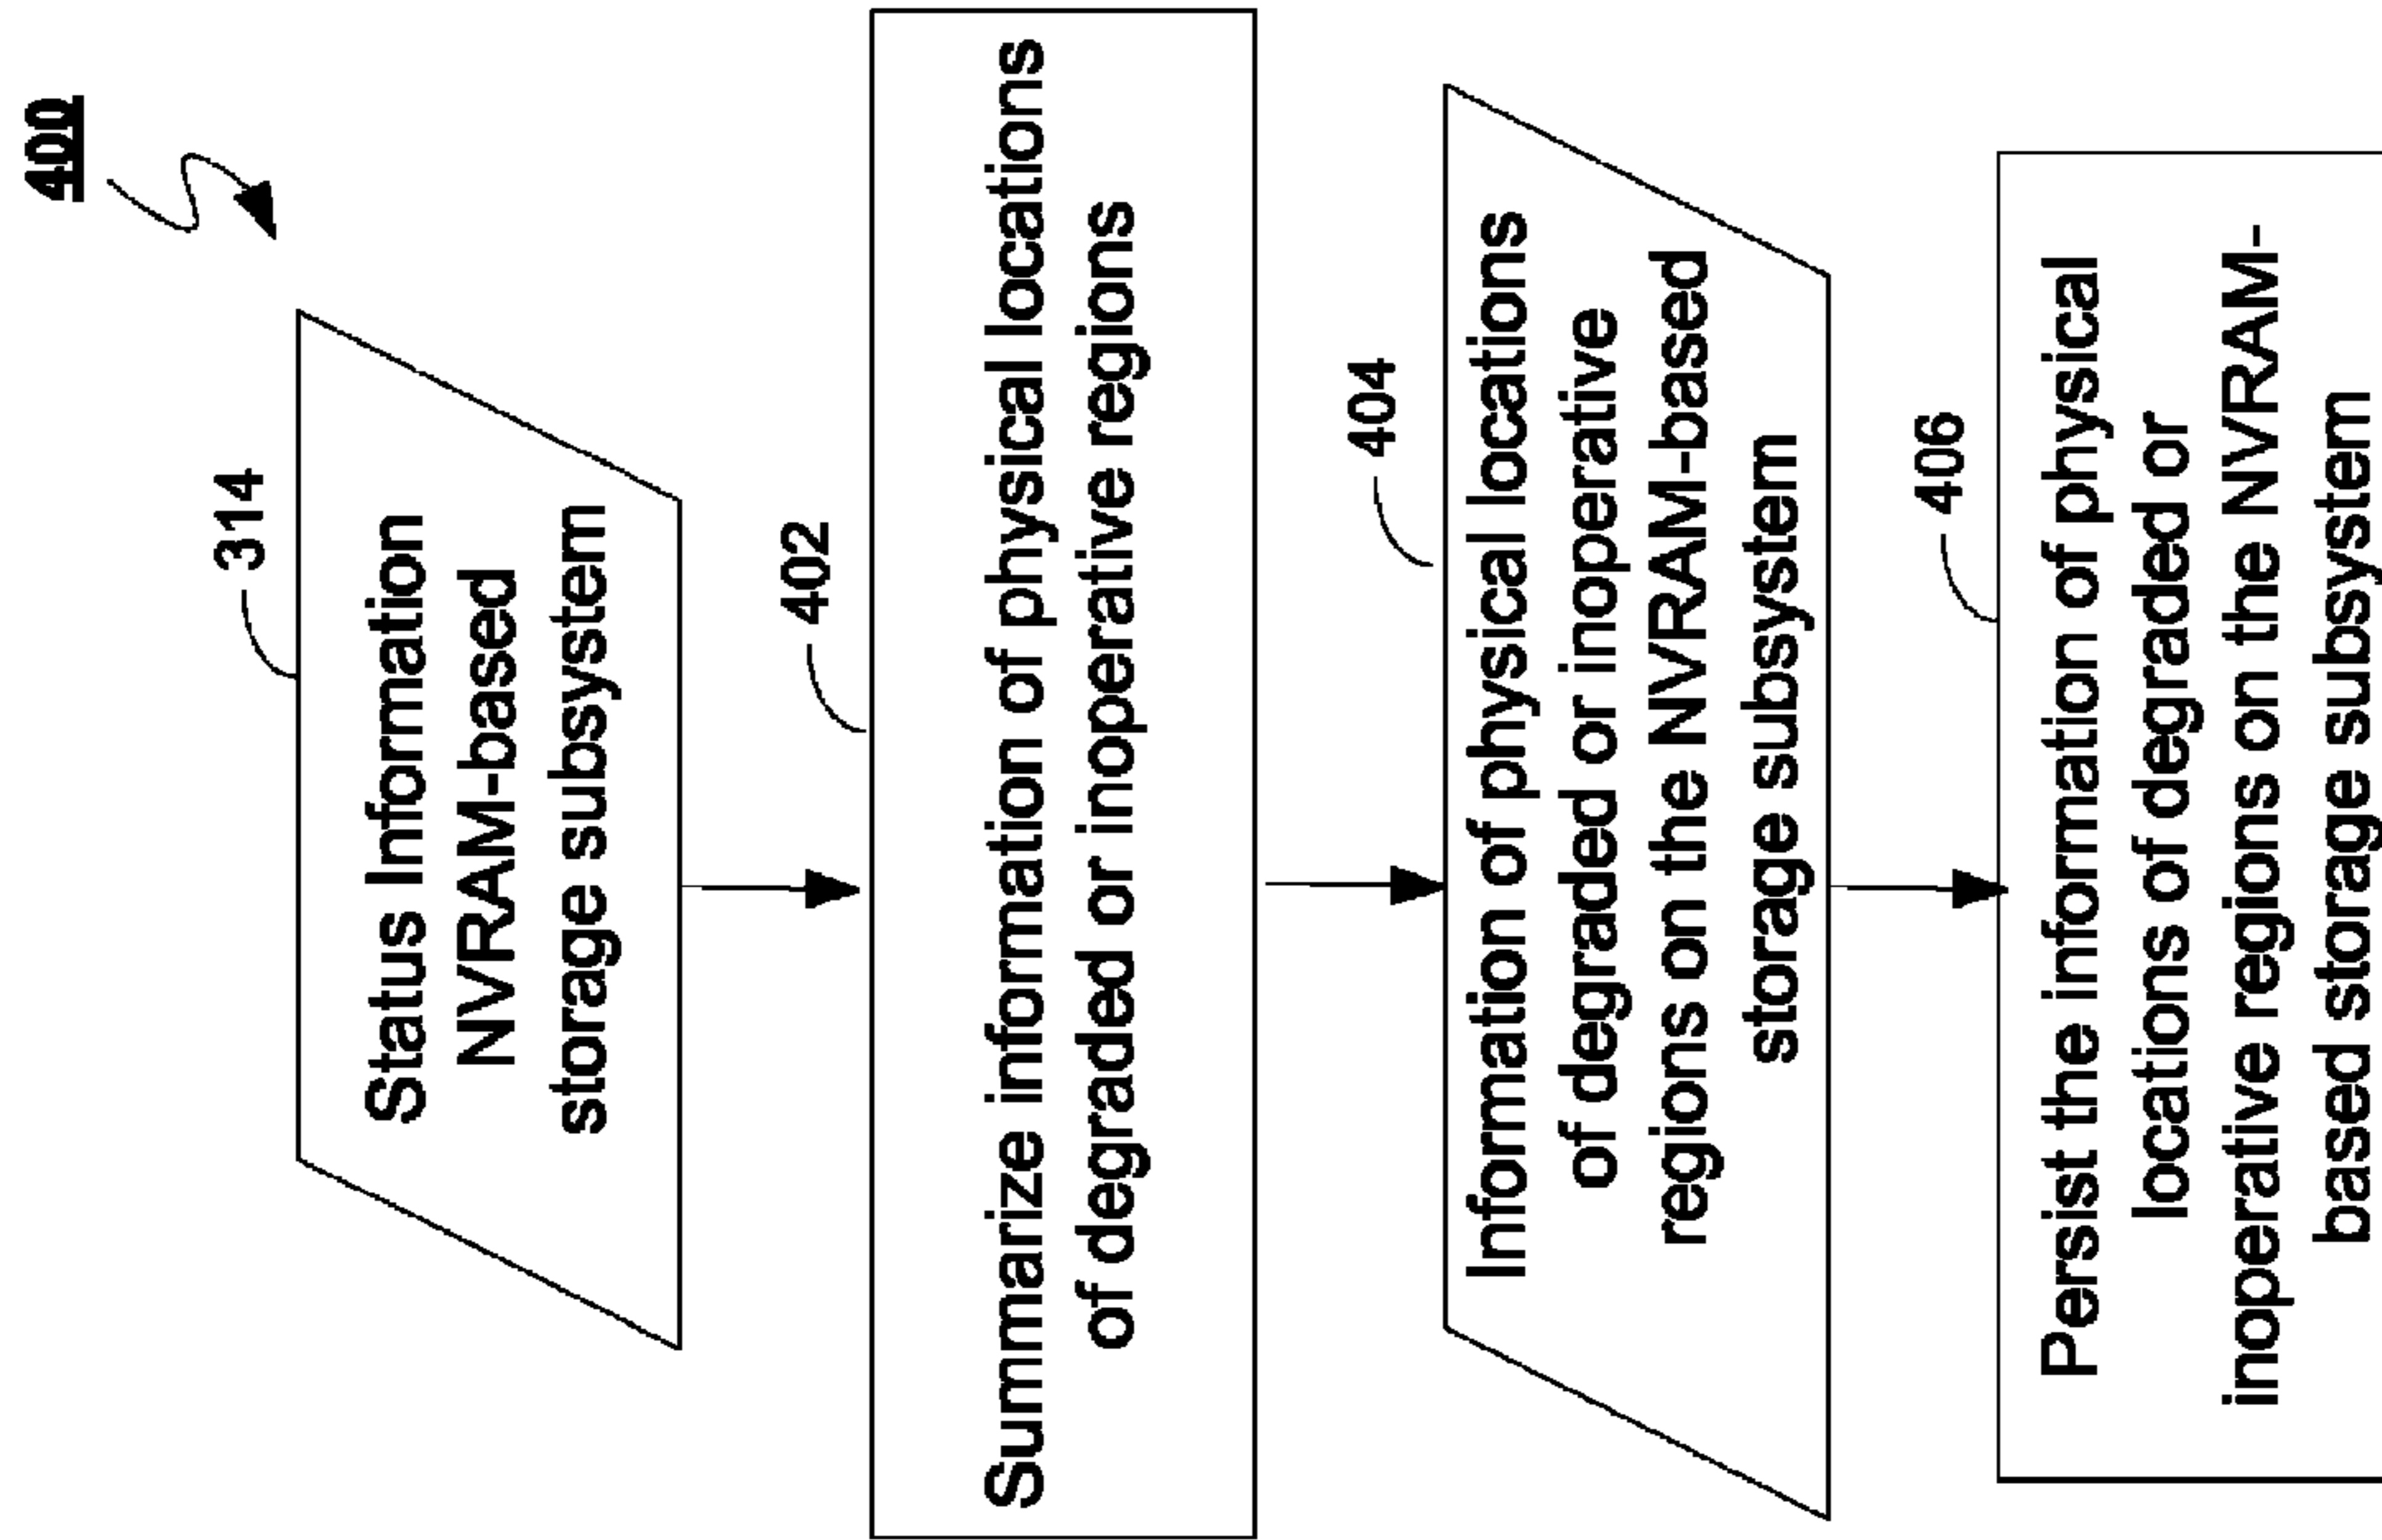 400
314
Status Information
NVRAM-based
storage subsystem
402
Summarize information of physical locations
of degraded or inoperative regions
404
Information of physical locations
of degraded or inoperative
regions on the NVRAM-based
storage subsystem
406
Persist the information of physical
locations of degraded or
inoperative regions on the NVRAM-
based storage subsystem